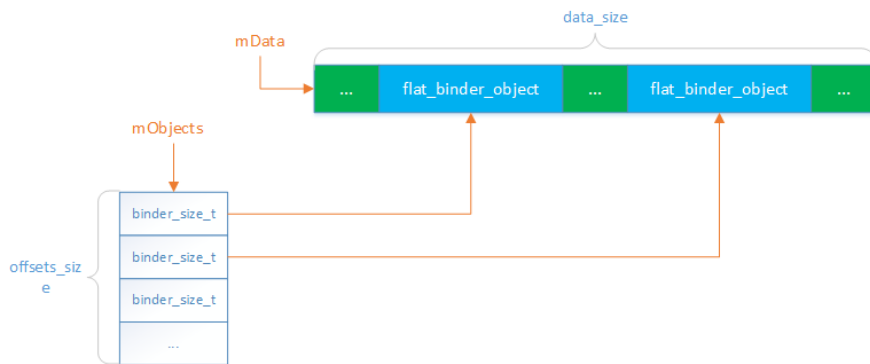 data_size
mData
... flat_binder_object ... flat_binder_object ...
mObjects
binder_size_t
binder_size_t
offsets_siz
e
binder_size_t
...